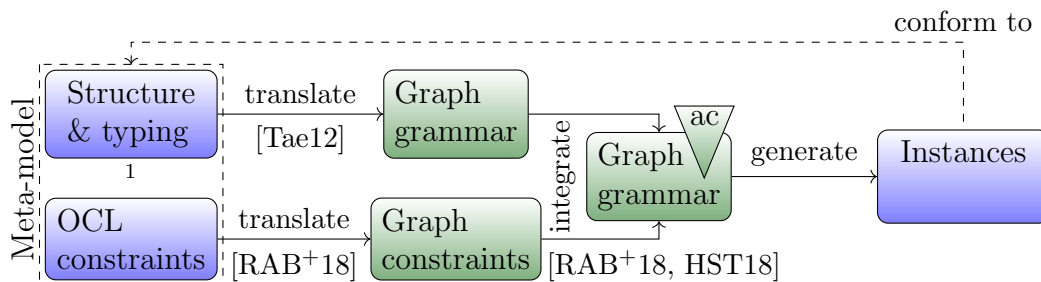 conform to
Meta-model
Structure
& typing
1
translate
[Tae12]
Graph
grammar
integrate
ac
Graph
grammar
generate
Instances
OCL
constraints
translate
[RAB+18]
Graph
constraints
[RAB+18, HST18]